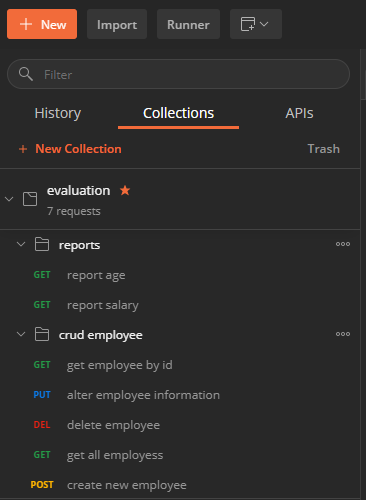 + New Import Runner
Filter
History Collections APIs
+ New Collection Trash
evaluation
7 requests
reports
GET report age
GET report salary
crud employee
GET get employee by id
PUT alter employee information
DEL delete employee
GET get all employess
POST create new employee